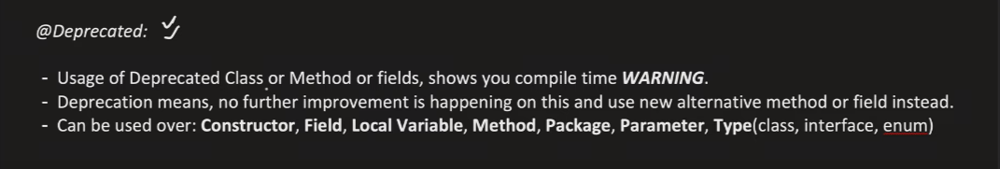 @Deprecated:
- Usage of Deprecated Class or Method or fields, shows you compile time WARNING.
- Deprecation means, no further improvement is happening on this and use new alternative method or field instead.
- Can be used over: Constructor, Field, Local Variable, Method, Package, Parameter, Type(class, interface, enum)